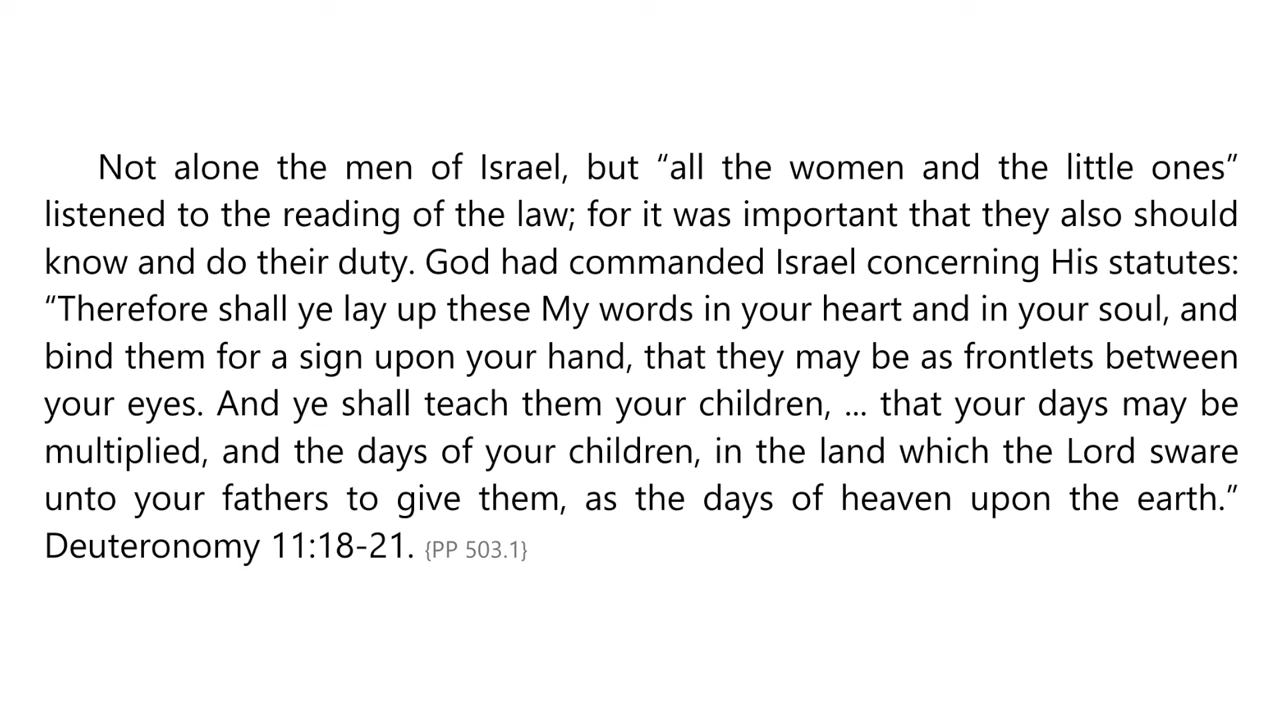 Not alone the men of Israel, but “all the women and the little ones”
listened to the reading of the law; for it was important that they also should
know and do their duty. God had commanded Israel concerning His statutes:
“Therefore shall ye lay up these My words in your heart and in your soul, and
bind them for a sign upon your hand, that they may be as frontlets between
your eyes. And ye shall teach them your children, ... that your days may be
multiplied, and the days of your children, in the land which the Lord sware
unto your fathers to give them, as the days of heaven upon the earth.”
Deuteronomy 11:18-21. {PP 503.1}